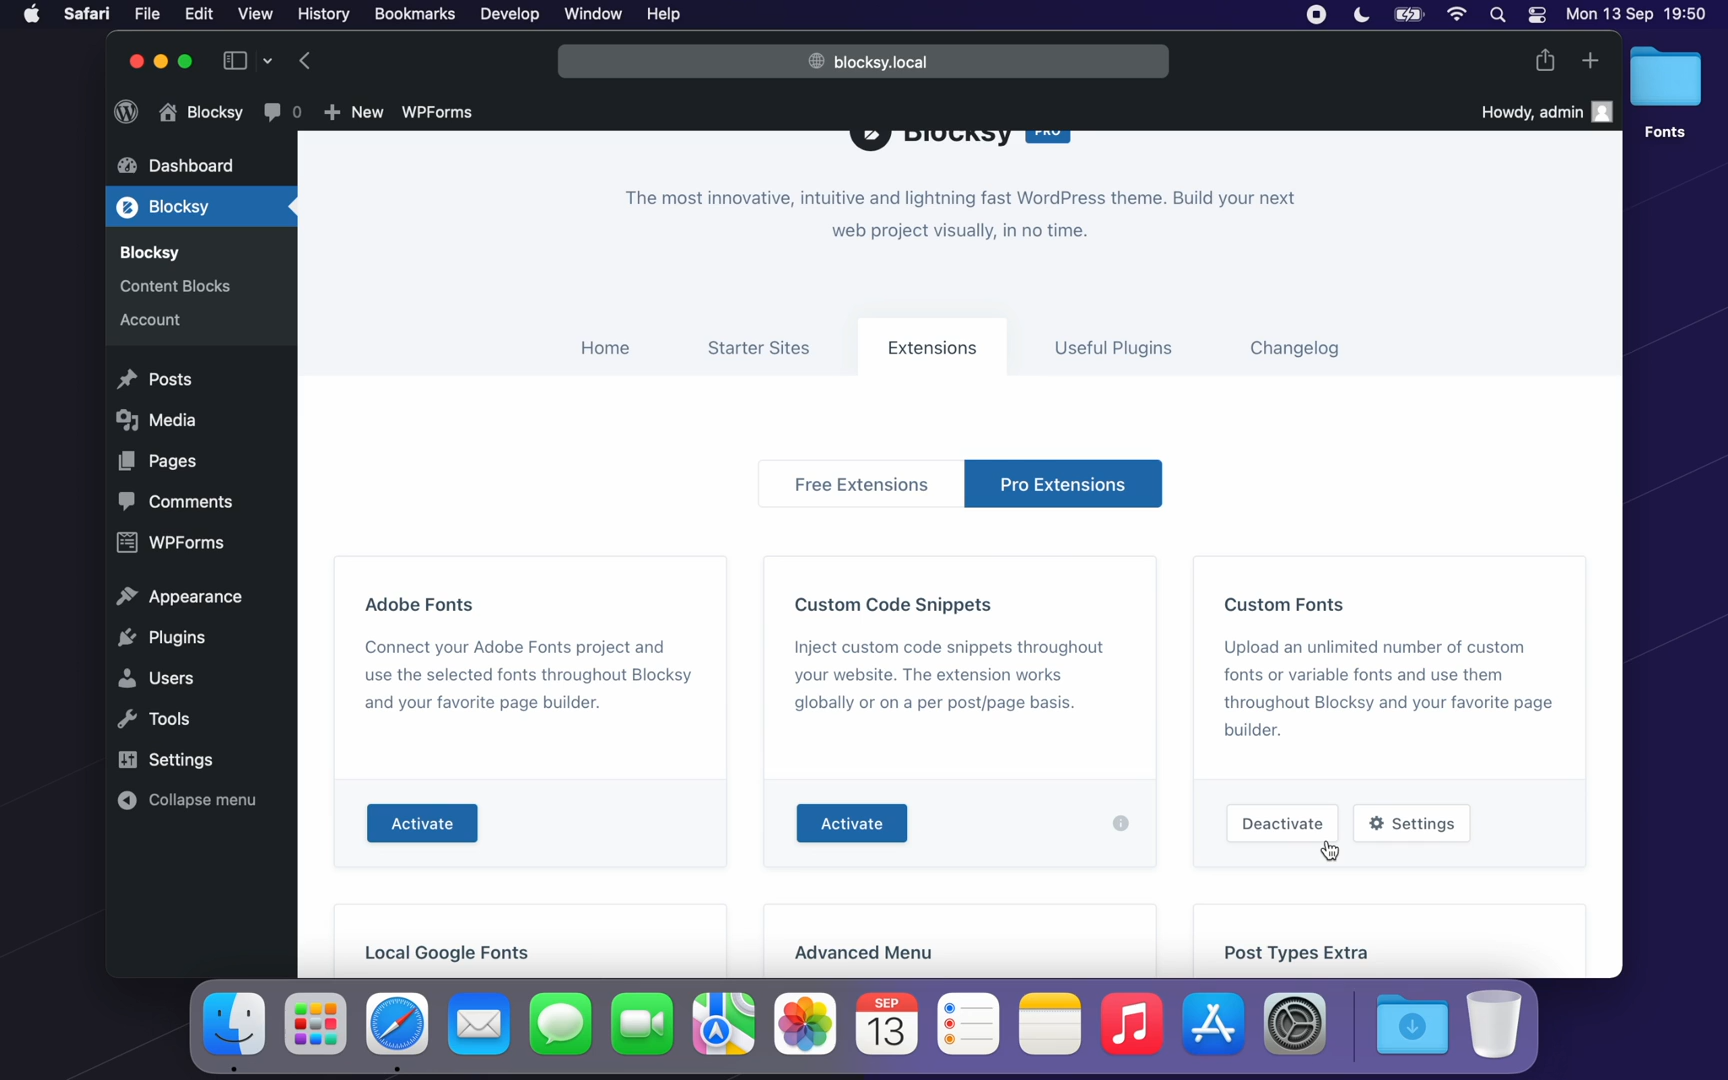 Safari File Edit View History Bookmarks Develop Window Help Mon 13 Sep 19:50
blocksy.local
Blocksy 0 New WPForms Howdy, admin
Fonts
Dashboard
Blocksy
Blocksy
Content Blocks
Account
Posts
Media
Pages
Comments
WPForms
Appearance
Plugins
Users
Tools
Settings
Collapse menu
Blocksy PRO
The most innovative, intuitive and lightning fast WordPress theme. Build your next
web project visually, in no time.
Home Starter Sites Extensions Useful Plugins Changelog
Free Extensions Pro Extensions
Adobe Fonts
Connect your Adobe Fonts project and
use the selected fonts throughout Blocksy
and your favorite page builder.
Activate
Custom Code Snippets
Inject custom code snippets throughout
your website. The extension works
globally or on a per post/page basis.
Activate
Custom Fonts
Upload an unlimited number of custom
fonts or variable fonts and use them
throughout Blocksy and your favorite page
builder.
Deactivate Settings
Local Google Fonts
Advanced Menu
Post Types Extra
SEP
13